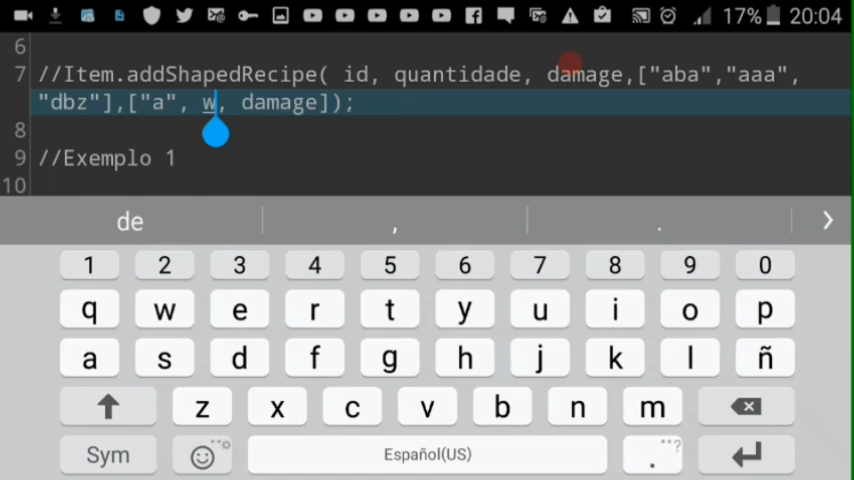 17% 20:04
6
7 //Item.addShapedRecipe( id, quantidade, damage,["aba","aaa",
"dbz"],["a", w, damage]);
8
9 //Exemplo 1
10
de , .
1 2 3 4 5 6 7 8 9 0
q w e r t y u i o p
a s d f g h j k l ñ
z x c v b n m
Sym Español(US) . ?